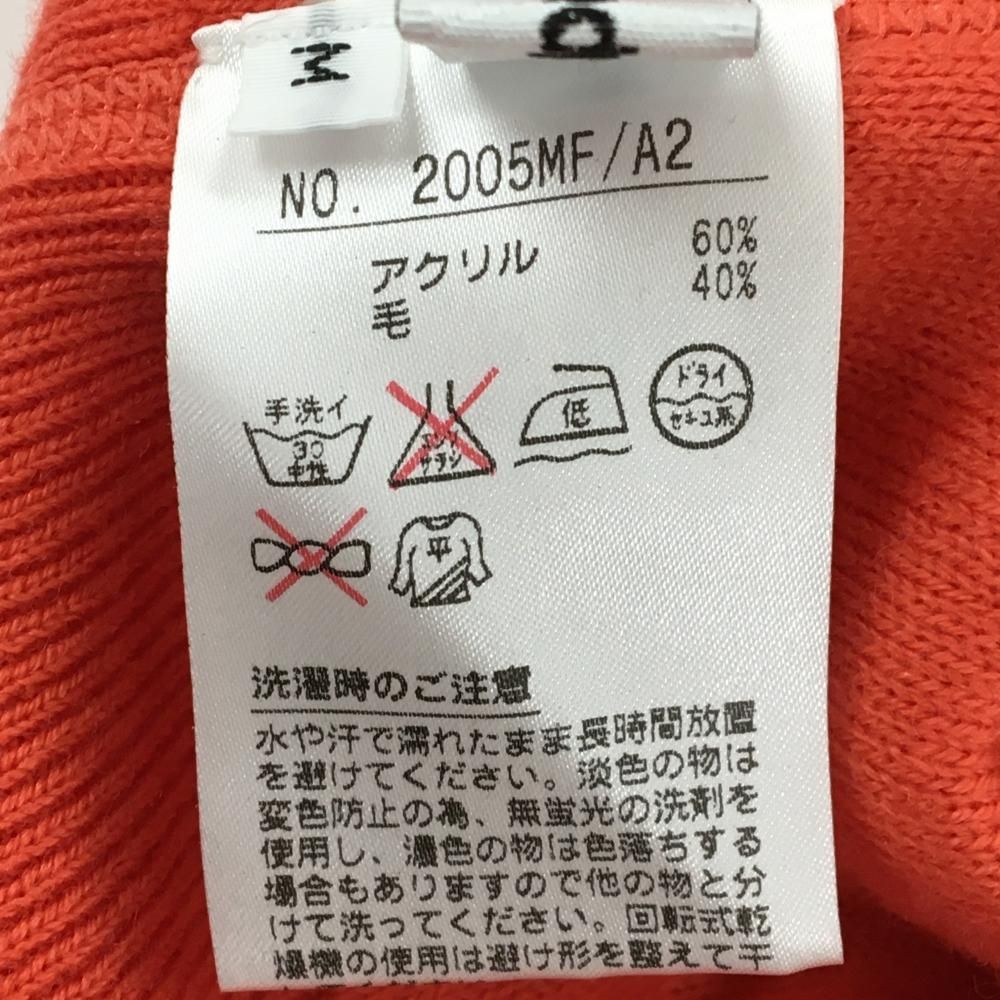 M
NO. 2005MF/A2
アクリル 60%
毛 40%
手洗イ
30
中性
エンソ
サラシ
低
ドライ
セキユ系
平
洗濯時のご注意
水や汗で濡れたまま長時間放置
を避けてください。淡色の物は
変色防止の為、無蛍光の洗剤を
使用し、濃色の物は色落ちする
場合もありますので他の物と分
けて洗ってください。回転式乾
燥機の使用は避け形を整えて干